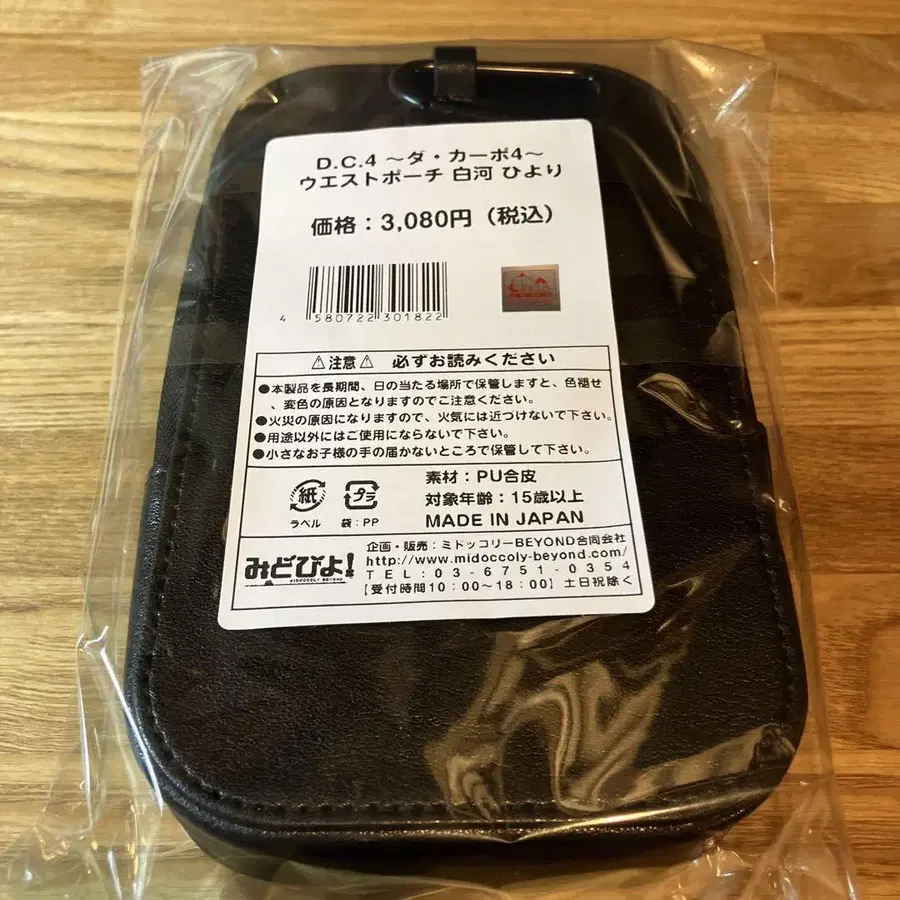 D.C.4 ～ダ・カーポ4～
ウエストポーチ 白河 ひより
価格：3,080円（税込）
4 580722 301822
⚠注意⚠ 必ずお読みください
●本製品を長期間、日の当たる場所で保管しますと、色褪せ
、変色の原因となりますのでご注意ください。
●火災の原因になりますので、火気には近づけないで下さい。
●用途以外にはご使用にならないで下さい。
●小さなお子様の手の届かないところで保管して下さい。
紙
ラベル
プラ
袋：PP
素材：PU合皮
対象年齢：15歳以上
MADE IN JAPAN
みどびよ！
MIDOCCOLY BEYOND
企画・販売：ミドッコリーBEYOND合同会社
http://www.midoccoly-beyond.com/
TEL:03-6751-0354
【受付時間10：00～18：00】土日祝除く